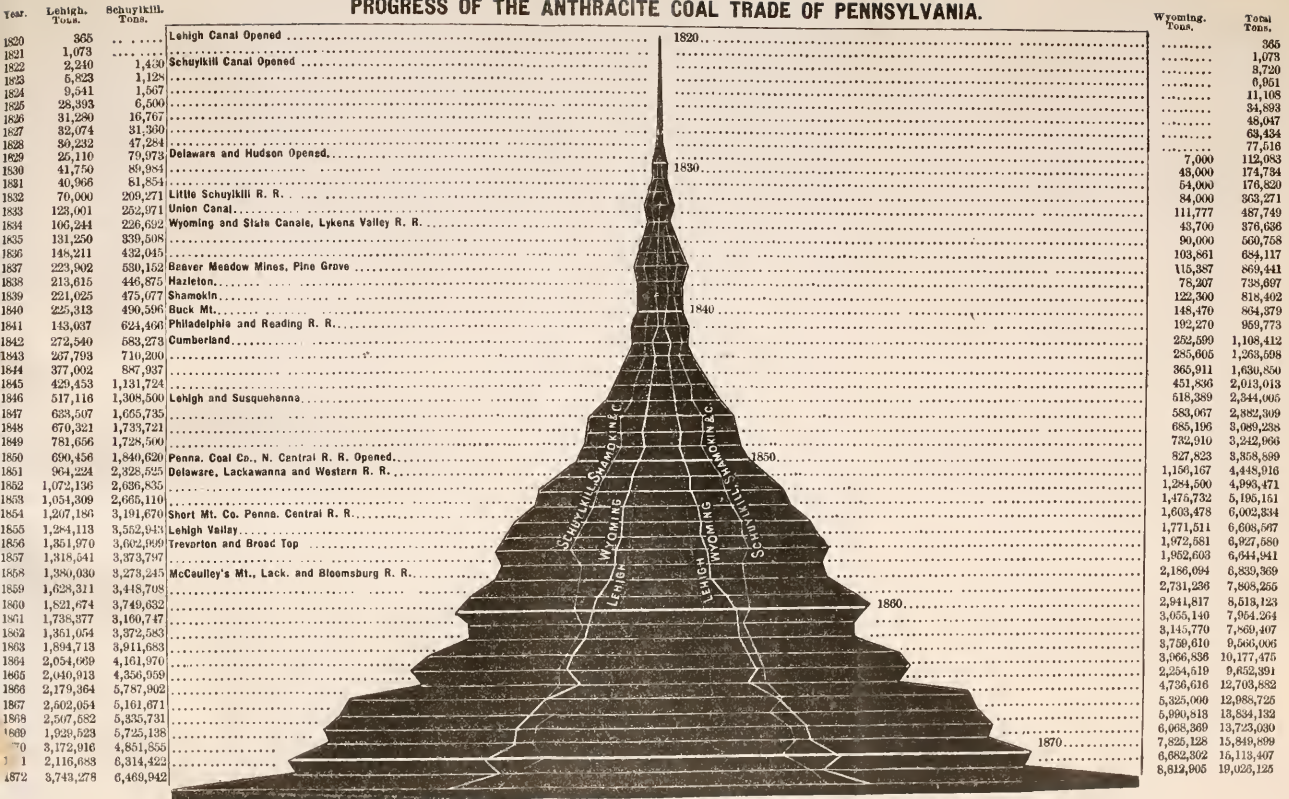 PROGRESS OF THE ANTHRACITE COAL TRADE OF PENNSYLVANIA.
Year. Lehigh. Tons. Schuylkill. Tons. Wyoming. Tons. Total Tons.
1820 365 ........ Lehigh Canal Opened 1820 ........ 365
1821 1,073 ........ ........ 1,073
1822 2,240 Schuylkill Canal Opened ........ 3,720
1823 5,823 1,128 ........ 6,951
1824 9,541 1,567 ........ 11,108
1825 28,393 6,500 ........ 34,893
1826 31,280 16,767 ........ 48,047
1827 32,074 31,360 ........ 63,434
1828 30,232 47,284 ........ 77,516
1829 25,110 79,973 Delaware and Hudson Opened. 7,000 112,083
1830 41,750 89,984 1830 43,000 174,734
1831 40,966 81,854 54,000 176,820
1832 70,000 209,271 Little Schuylkill R. R. 84,000 363,271
1833 123,001 252,971 Union Canal. 111,777 487,749
1834 106,244 226,692 Wyoming and State Canals, Lykens Valley R. R. 43,700 376,636
1835 131,250 339,508 90,000 560,758
1836 148,211 432,045 103,861 684,117
1837 223,902 530,152 Beaver Meadow Mines, Pine Grove 115,387 869,441
1838 213,615 446,875 Hazleton. 78,207 738,697
1839 221,025 475,077 Shamokin. 122,300 818,402
1840 225,313 490,596 Buck Mt. 1840 148,470 864,379
1841 143,037 624,466 Philadelphia and Reading R. R. 192,270 959,773
1842 272,540 583,273 Cumberland 252,599 1,108,412
1843 267,793 710,200 285,605 1,263,598
1844 377,002 887,937 365,911 1,630,850
1845 429,453 1,131,724 451,836 2,013,013
1846 517,116 1,308,500 Lehigh and Susquehanna 518,389 2,344,005
1847 633,507 1,665,735 583,067 2,882,309
1848 670,321 1,733,721 685,196 3,089,238
1849 781,656 1,728,500 732,910 3,242,966
1850 690,456 1,840,620 Penna. Coal Co., N. Central R. R. Opened. 1850 827,823 3,358,899
1851 964,224 2,328,525 Delaware, Lackawanna and Western R. R. 1,156,167 4,448,916
1852 1,072,136 2,636,835 1,284,500 4,993,471
1853 1,054,309 2,665,110 1,475,732 5,195,151
1854 1,207,186 3,191,670 Short Mt. Co. Penna. Central R. R. 1,603,478 6,002,334
1855 1,284,113 3,552,943 Lehigh Valley 1,771,511 6,608,567
1856 1,351,970 3,602,999 Trevorton and Broad Top 1,972,581 6,927,580
1857 1,318,541 3,373,797 1,952,603 6,644,941
1858 1,380,030 3,273,245 McCaulley's Mt., Lack. and Bloomsburg R. R. 2,186,094 6,839,369
1859 1,628,311 3,448,708 2,731,236 7,808,255
1860 1,821,674 3,749,632 1860 2,941,817 8,513,123
1861 1,738,377 3,160,747 3,055,140 7,954,264
1862 1,351,054 3,372,583 3,145,770 7,869,407
1863 1,894,713 3,911,683 3,759,610 9,566,006
1864 2,054,669 4,161,970 3,966,836 10,177,475
1865 2,040,913 4,356,959 2,254,519 9,652,391
1866 2,179,364 5,787,902 4,736,616 12,703,882
1867 2,502,054 5,161,671 5,325,000 12,988,725
1868 2,507,582 5,335,731 5,990,813 13,834,132
1869 1,929,523 5,725,138 6,068,369 13,723,030
70 3,172,916 4,851,855 1870 7,825,128 15,849,899
1 1 2,116,683 6,314,422 6,682,302 15,113,407
1872 3,743,278 6,469,942 8,812,905 19,026,125
SCHUYLKILL SHAMOKIN &C
WYOMING
LEHIGH
LEHIGH
WYOMING
SCHUYLKILL SHAMOKIN &C